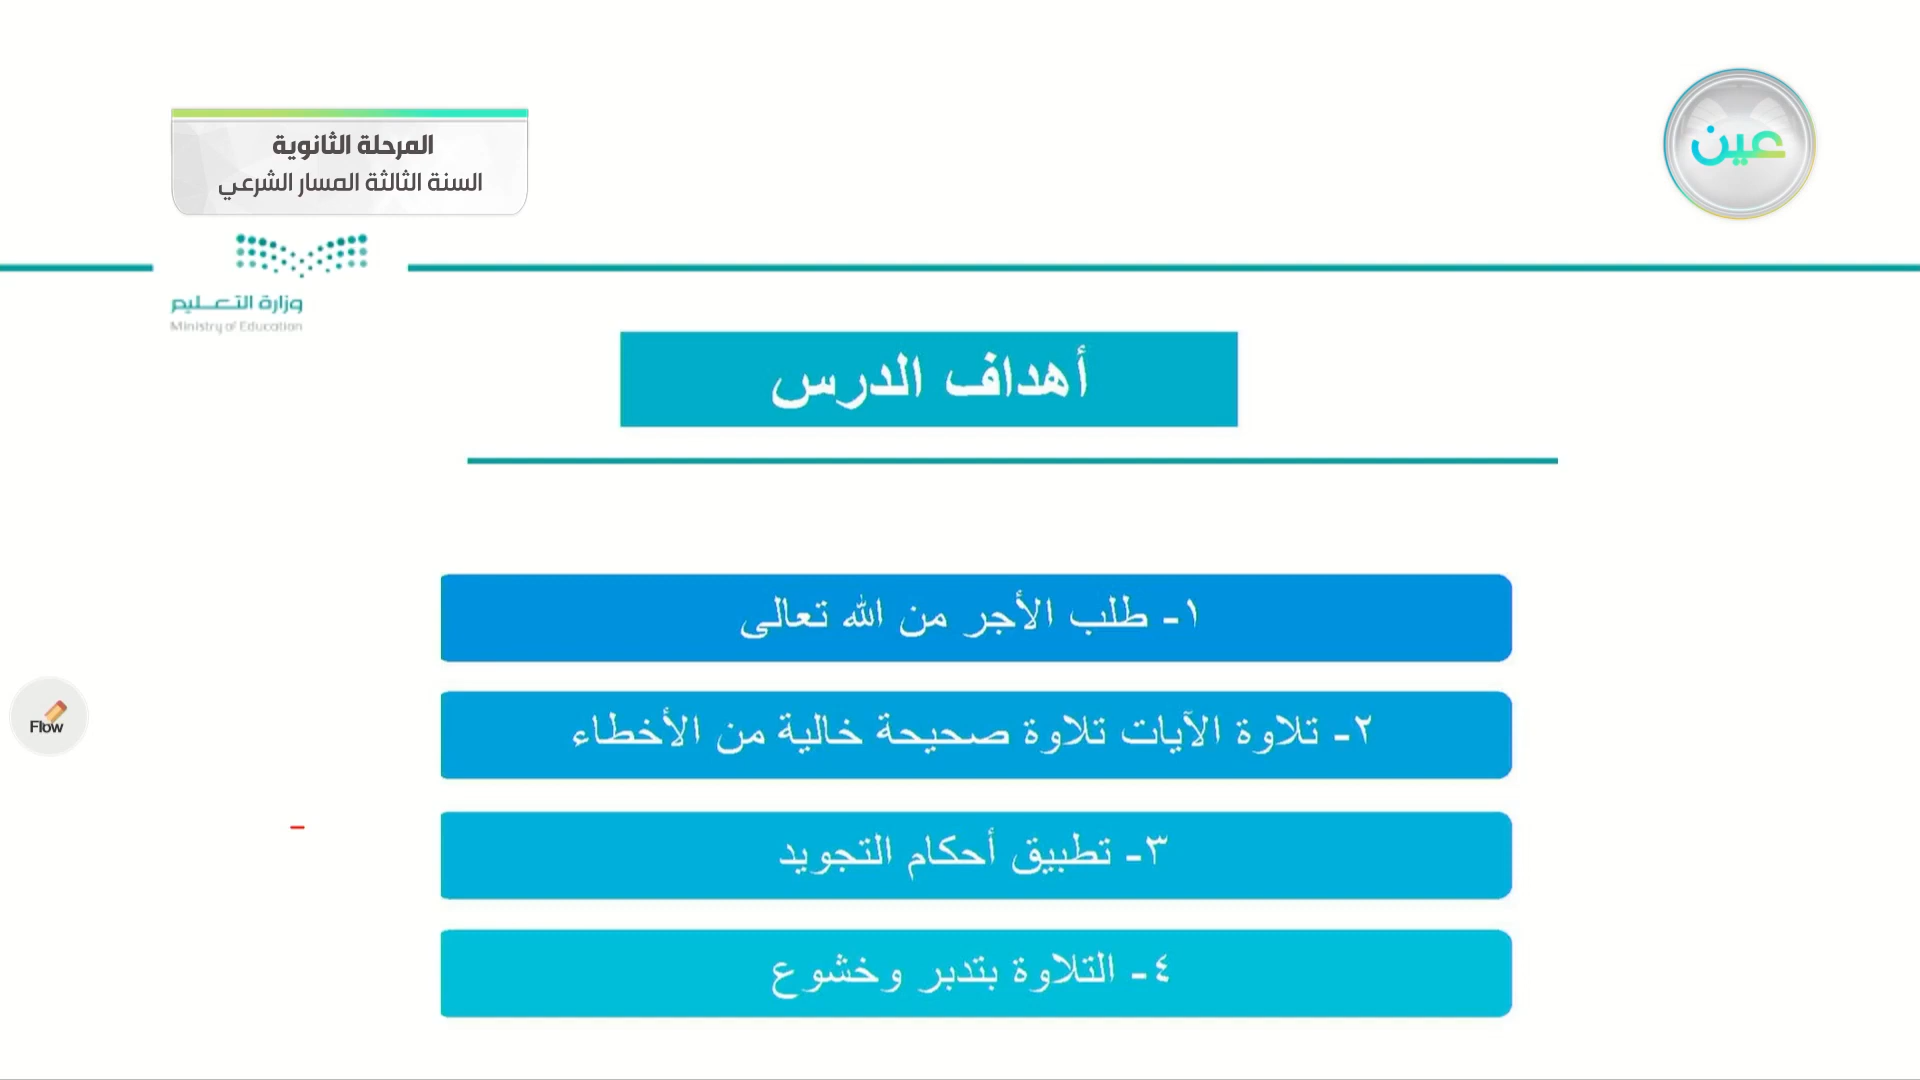 المرحلة الثانوية
السنة الثالثة المسار الشرعي
عين
وزارة التعـــليم
Ministry of Education
أهداف الدرس
١- طلب الأجر من الله تعالى
٢- تلاوة الآيات تلاوة صحيحة خالية من الأخطاء
Flow
٣- تطبيق أحكام التجويد
٤- التلاوة بتدبر وخشوع